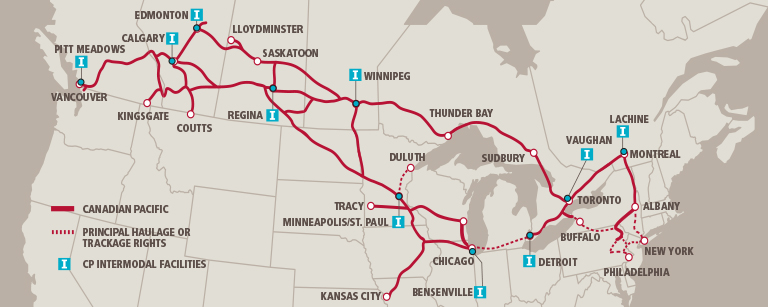 EDMONTON I
LLOYDMINSTER
CALGARY I
PITT MEADOWS
I
SASKATOON
I WINNIPEG
VANCOUVER
REGINA I
KINGSGATE
COUTTS
THUNDER BAY
LACHINE
I
VAUGHAN
I
DULUTH
SUDBURY
MONTREAL
TRACY
TORONTO
ALBANY
CANADIAN PACIFIC
MINNEAPOLIS/ST. PAUL I
PRINCIPAL HAULAGE OR
TRACKAGE RIGHTS
BUFFALO
NEW YORK
CHICAGO
I DETROIT
I CP INTERMODAL FACILITIES
PHILADELPHIA
KANSAS CITY
BENSENVILLE I